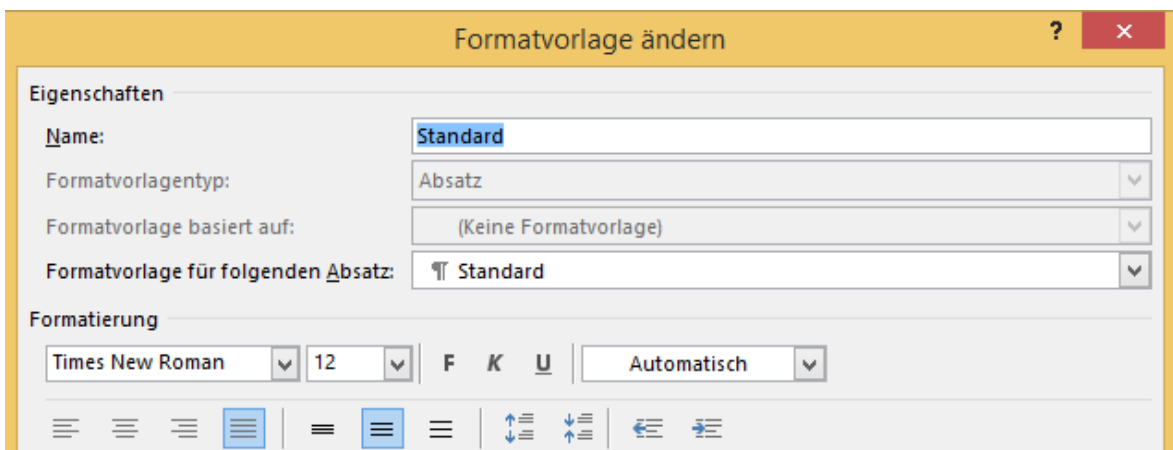 Formatvorlage ändern ?
Eigenschaften
Name: Standard
Formatvorlagentyp: Absatz
Formatvorlage basiert auf: (Keine Formatvorlage)
Formatvorlage für folgenden Absatz: ¶ Standard
Formatierung
Times New Roman 12 F K U Automatisch